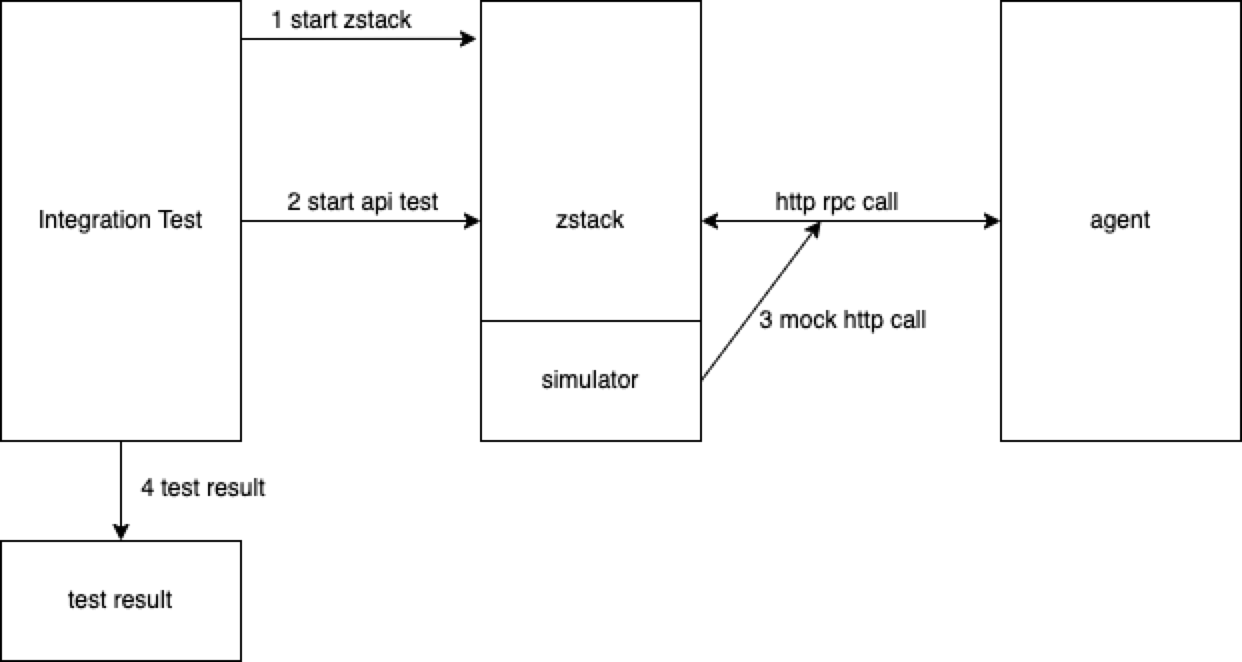 1 start zstack
Integration Test
2 start api test
zstack
http rpc call
agent
3 mock http call
simulator
4 test result
test result